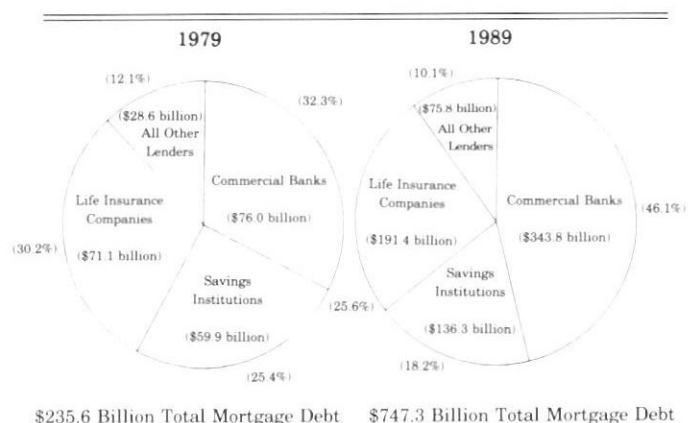 1979
(12.1%)
(32.3%)
($28.6 billion)
All Other
Lenders
Commercial Banks
($76.0 billion)
Life Insurance
Companies
($71.1 billion)
(30.2%)
Savings
Institutions
($59.9 billion)
(25.4%)
$235.6 Billion Total Mortgage Debt
1989
(10.1%)
($75.8 billion)
All Other
Lenders
Commercial Banks
($343.8 billion)
(46.1%)
Life Insurance
Companies
($191.4 billion)
(25.6%)
Savings
Institutions
($136.3 billion)
(18.2%)
$747.3 Billion Total Mortgage Debt